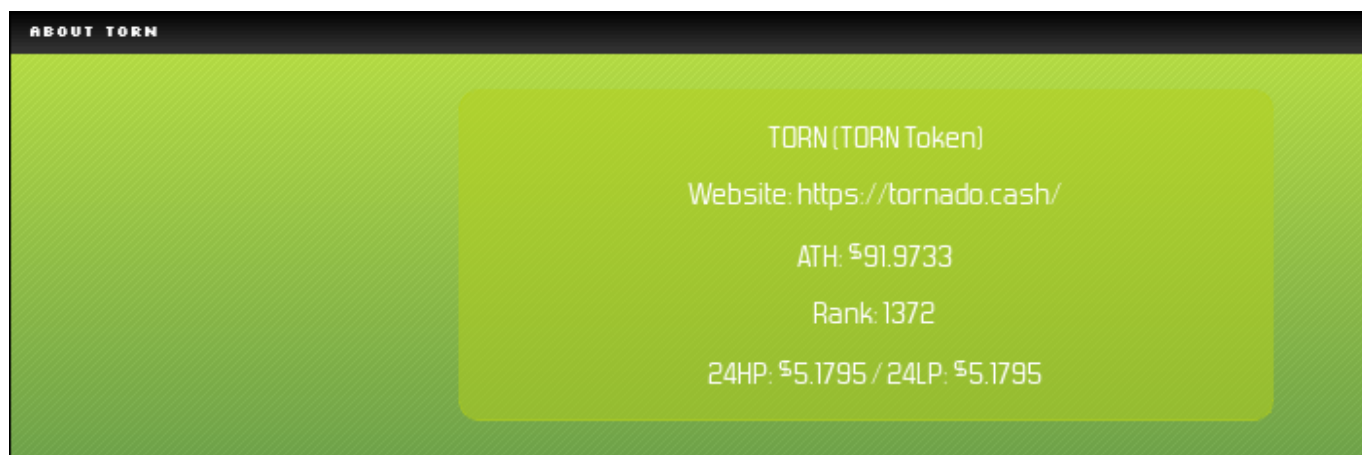 ABOUT TORN
TORN (TORN Token)
Website: https://tornado.cash/
ATH: $91.9733
Rank: 1372
24HP: $5.1795 / 24LP: $5.1795